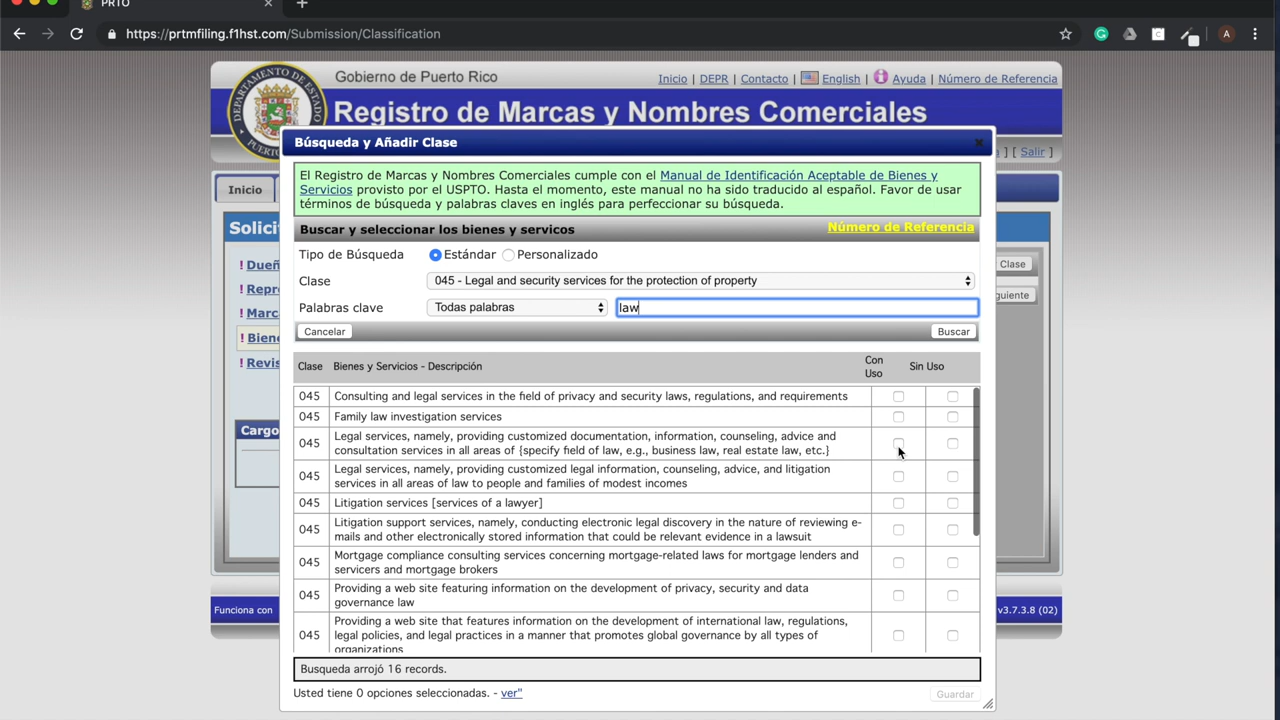 PRTO
https://prtmfiling.f1hst.com/Submission/Classification
A
Gobierno de Puerto Rico
Inicio | DEPR | Contacto | English | Ayuda | Número de Referencia
Registro de Marcas y Nombres Comerciales
] [ Salir ]
Búsqueda y Añadir Clase
El Registro de Marcas y Nombres Comerciales cumple con el Manual de Identificación Aceptable de Bienes y
Servicios provisto por el USPTO. Hasta el momento, este manual no ha sido traducido al español. Favor de usar
términos de búsqueda y palabras claves en inglés para perfeccionar su búsqueda.
Inicio
Buscar y seleccionar los bienes y servicios
Número de Referencia
Solici
Tipo de Búsqueda Estándar Personalizado
! Dueñ
Clase
Clase 045 - Legal and security services for the protection of property
! Repr
guiente
Palabras clave Todas palabras law
! Marc
Cancelar Buscar
! Biene
! Revis
Clase Bienes y Servicios - Descripción Con Uso Sin Uso
045 Consulting and legal services in the field of privacy and security laws, regulations, and requirements
045 Family law investigation services
Cargo
045 Legal services, namely, providing customized documentation, information, counseling, advice and
consultation services in all areas of {specify field of law, e.g., business law, real estate law, etc.}
045 Legal services, namely, providing customized legal information, counseling, advice, and litigation
services in all areas of law to people and families of modest incomes
045 Litigation services [services of a lawyer]
045 Litigation support services, namely, conducting electronic legal discovery in the nature of reviewing e-
mails and other electronically stored information that could be relevant evidence in a lawsuit
045 Mortgage compliance consulting services concerning mortgage-related laws for mortgage lenders and
servicers and mortgage brokers
045 Providing a web site featuring information on the development of privacy, security and data
governance law
Funciona con
v3.7.3.8 (02)
045 Providing a web site that features information on the development of international law, regulations,
legal policies, and legal practices in a manner that promotes global governance by all types of
organizations
Busqueda arrojó 16 records.
Usted tiene 0 opciones seleccionadas. - ver"
Guardar